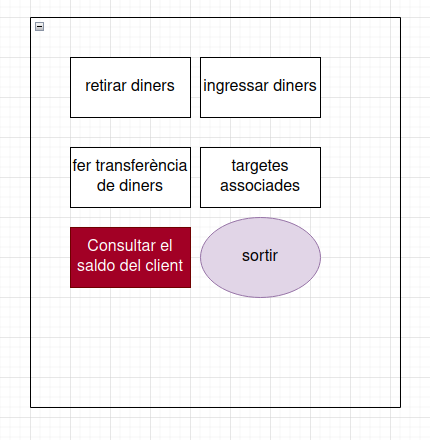 retirar diners
ingressar diners
fer transferència
de diners
targetes
associades
Consultar el
saldo del client
sortir